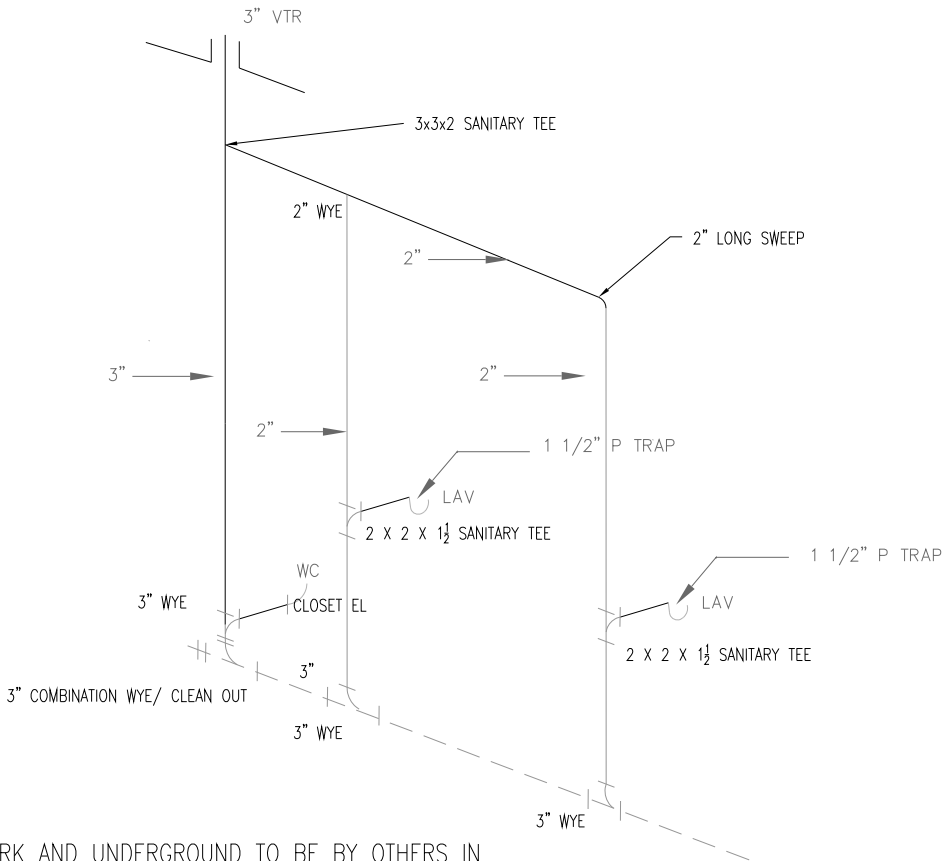 3” VTR
3x3x2 SANITARY TEE
2” WYE
2” LONG SWEEP
2”
3”
2”
2”
1 1/2” P TRAP
LAV
2 X 2 X 1½ SANITARY TEE
1 1/2” P TRAP
WC
3” WYE
CLOSET EL
LAV
2 X 2 X 1½ SANITARY TEE
3”
3” COMBINATION WYE/ CLEAN OUT
3” WYE
3” WYE
RK AND UNDERGROUND TO BE BY OTHERS IN